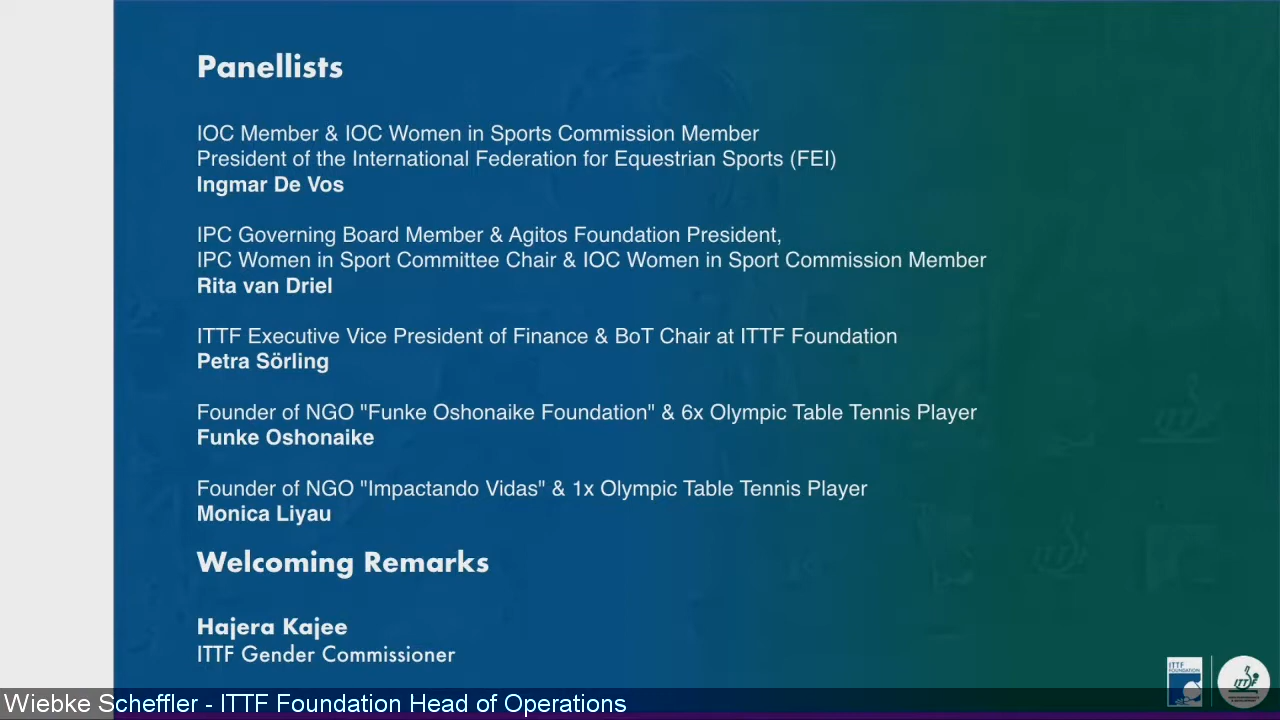 Panellists
IOC Member & IOC Women in Sports Commission Member
President of the International Federation for Equestrian Sports (FEI)
Ingmar De Vos
IPC Governing Board Member & Agitos Foundation President,
IPC Women in Sport Committee Chair & IOC Women in Sport Commission Member
Rita van Driel
ITTF Executive Vice President of Finance & BoT Chair at ITTF Foundation
Petra Sörling
Founder of NGO "Funke Oshonaike Foundation" & 6x Olympic Table Tennis Player
Funke Oshonaike
Founder of NGO "Impactando Vidas" & 1x Olympic Table Tennis Player
Monica Liyau
Welcoming Remarks
Hajera Kajee
ITTF Gender Commissioner
ITTF
FOUNDATION
ITTF
Wiebke Scheffler - ITTF Foundation Head of Operations